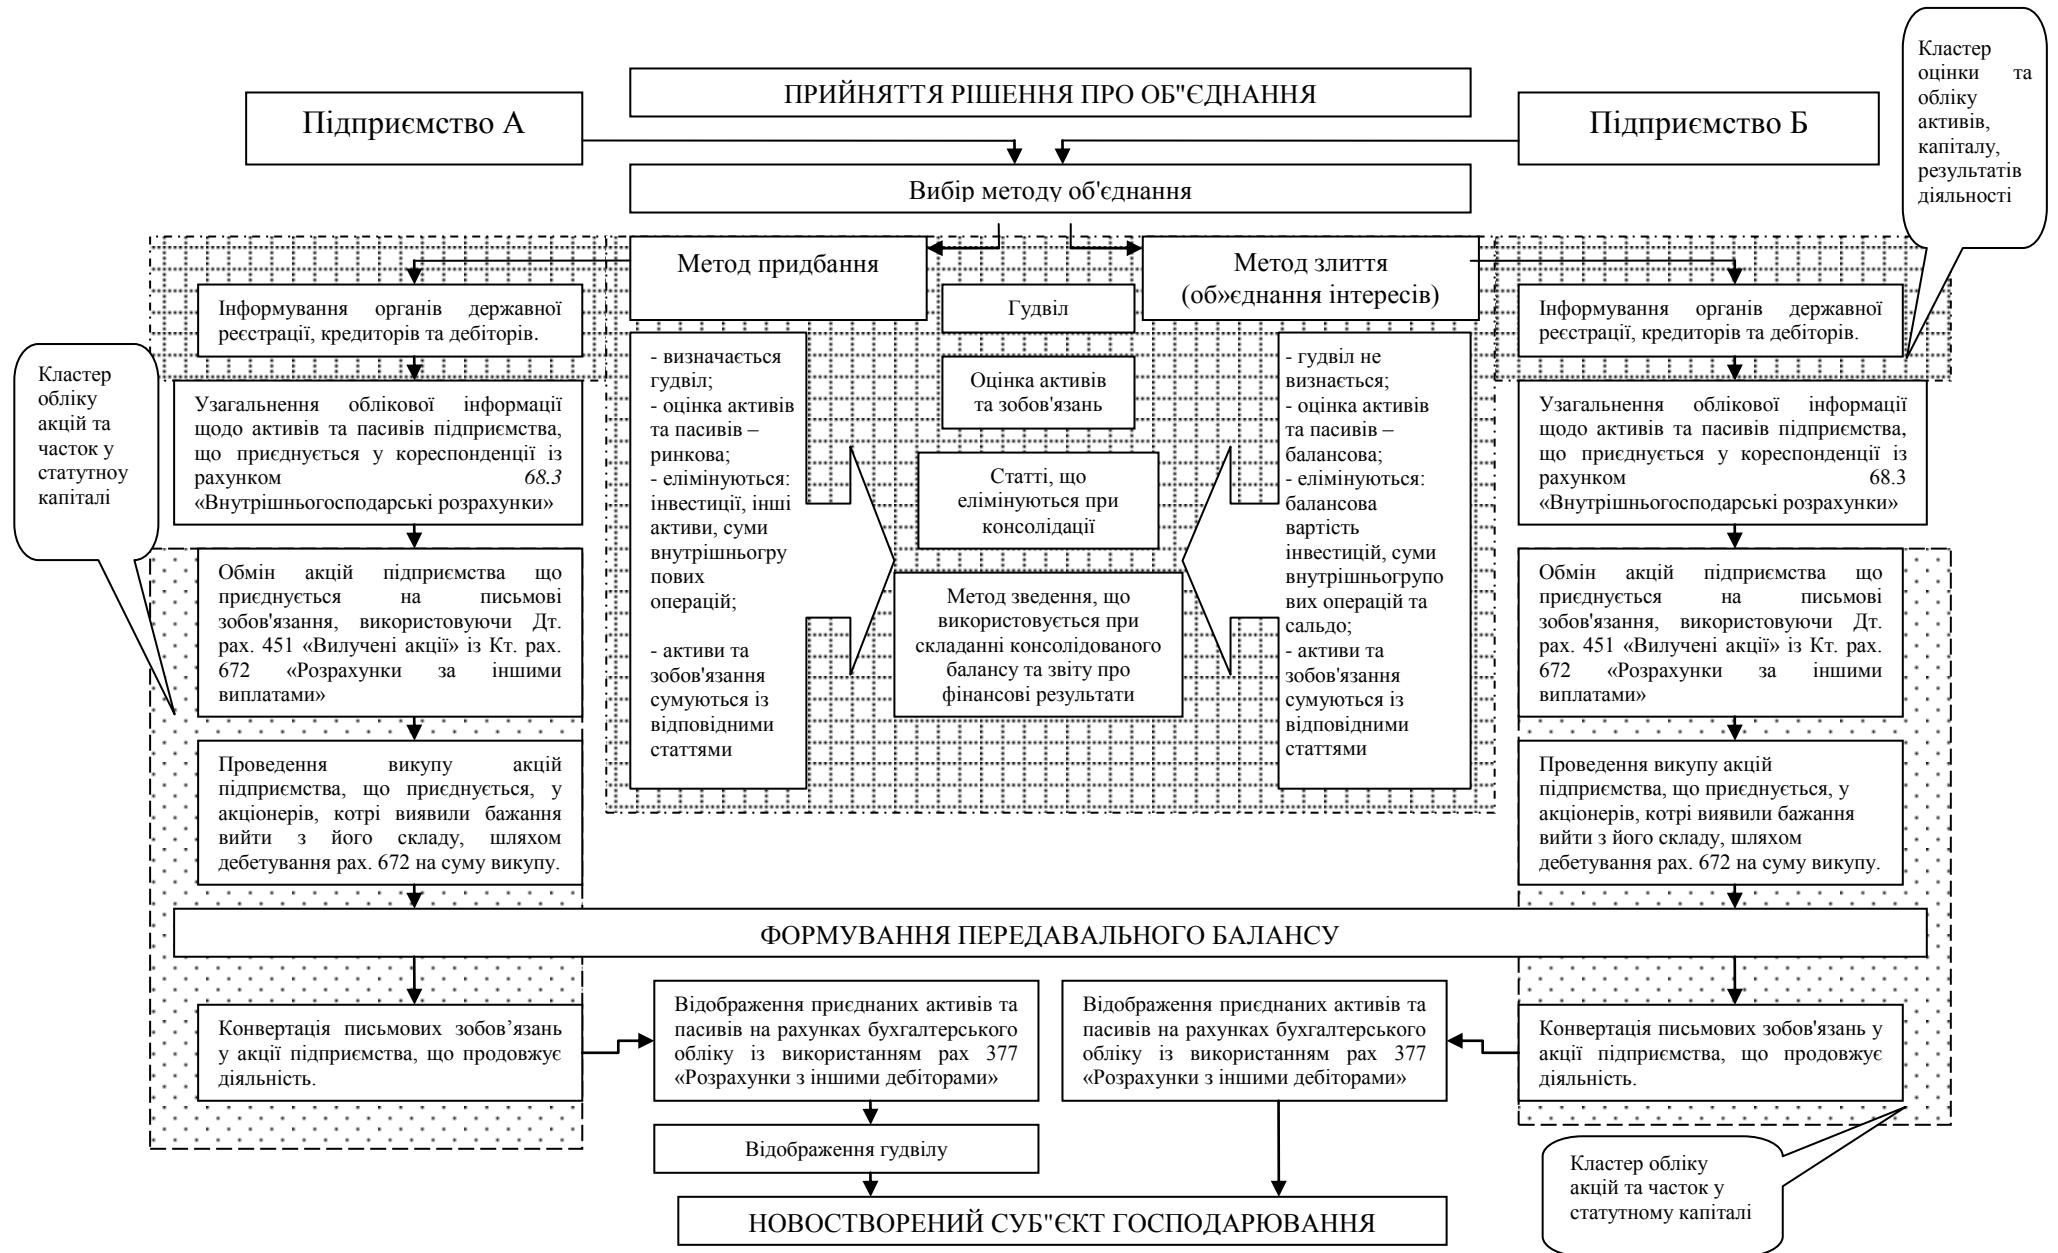 ПРИЙНЯТТЯ РІШЕННЯ ПРО ОБ"ЄДНАННЯ
Підприємство А
Підприємство Б
Кластер
оцінки та
обліку
активів,
капіталу,
результатів
діяльності
Вибір методу об'єднання
Метод придбання
Метод злиття
(об»єднання інтересів)
Інформування органів державної
реєстрації, кредиторів та дебіторів.
Гудвіл
Інформування органів державної
реєстрації, кредиторів та дебіторів.
Кластер
обліку
акцій та
часток у
статутноу
капіталі
Узагальнення облікової інформації
щодо активів та пасивів підприємства,
що приєднується у кореспонденції із
рахунком 68.3
«Внутрішньогосподарські розрахунки»
- визначається
гудвіл;
- оцінка активів
та пасивів –
ринкова;
- елімінуються:
інвестиції, інші
активи, суми
внутрішньогру
пових
операцій;
- активи та
зобов'язання
сумуються із
відповідними
статтями
Оцінка активів
та зобов'язань
Статті, що
елімінуються при
консолідації
Метод зведення, що
використовується при
складанні консолідованого
балансу та звіту про
фінансові результати
- гудвіл не
визнається;
- оцінка активів
та пасивів –
балансова;
- елімінуються:
балансова
вартість
інвестицій, суми
внутрішньогрупо
вих операцій та
сальдо;
- активи та
зобов'язання
сумуються із
відповідними
статтями
Узагальнення облікової інформації
щодо активів та пасивів підприємства,
що приєднується у кореспонденції із
рахунком 68.3
«Внутрішньогосподарські розрахунки»
Обмін акцій підприємства що
приєднується на письмові
зобов'язання, використовуючи Дт.
рах. 451 «Вилучені акції» із Кт. рах.
672 «Розрахунки за іншими
виплатами»
Обмін акцій підприємства що
приєднується на письмові
зобов'язання, використовуючи Дт.
рах. 451 «Вилучені акції» із Кт. рах.
672 «Розрахунки за іншими
виплатами»
Проведення викупу акцій
підприємства, що приєднується, у
акціонерів, котрі виявили бажання
вийти з його складу, шляхом
дебетування рах. 672 на суму викупу.
Проведення викупу акцій
підприємства, що приєднується, у
акціонерів, котрі виявили бажання
вийти з його складу, шляхом
дебетування рах. 672 на суму викупу.
ФОРМУВАННЯ ПЕРЕДАВАЛЬНОГО БАЛАНСУ
Конвертація письмових зобов’язань
у акції підприємства, що продовжує
діяльність.
Відображення приєднаних активів та
пасивів на рахунках бухгалтерського
обліку із використанням рах 377
«Розрахунки з іншими дебіторами»
Відображення приєднаних активів та
пасивів на рахунках бухгалтерського
обліку із використанням рах 377
«Розрахунки з іншими дебіторами»
Конвертація письмових зобов'язань у
акції підприємства, що продовжує
діяльність.
Відображення гудвілу
Кластер обліку
акцій та часток у
статутному капіталі
НОВОСТВОРЕНИЙ СУБ"ЄКТ ГОСПОДАРЮВАННЯ